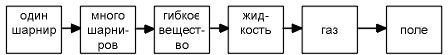 один
шарнир
много
шарни-
ров
гибкое
вещест-
во
жид-
кость
газ
поле